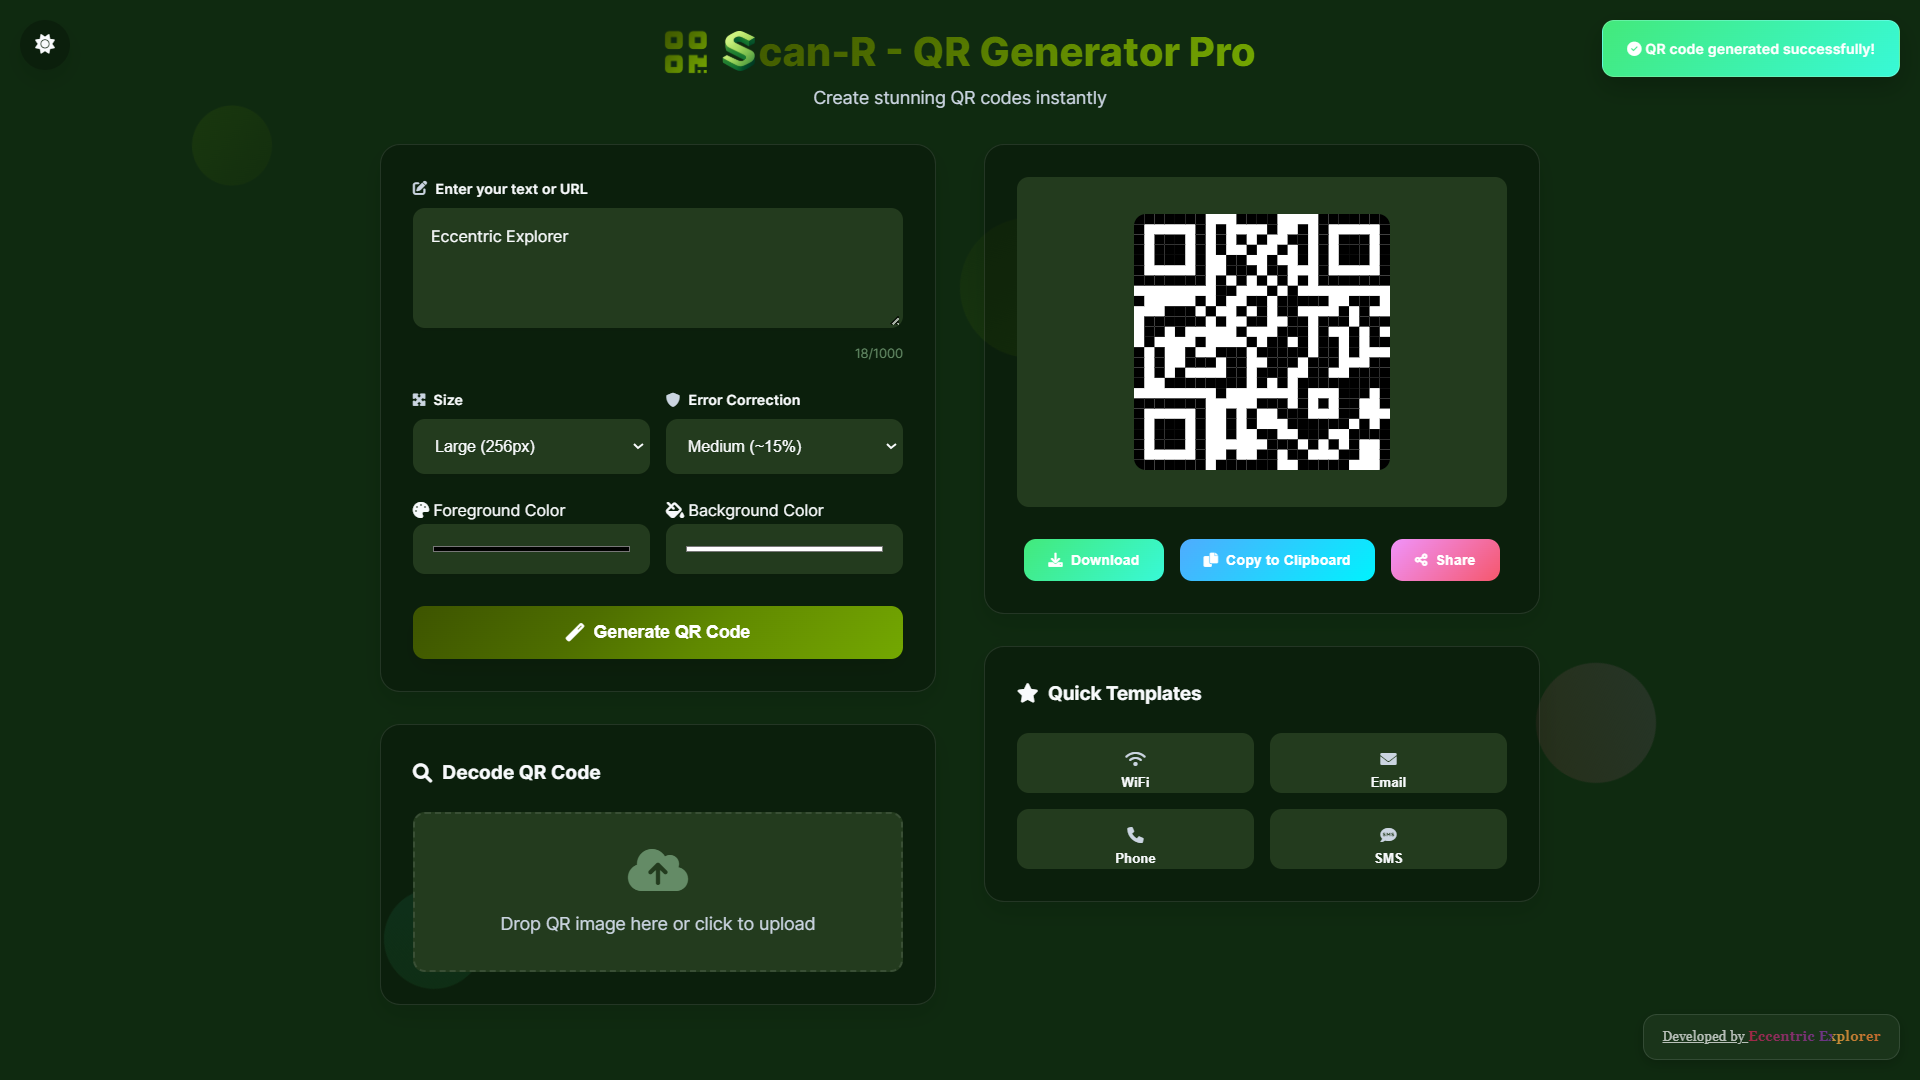 Scan-R - QR Generator Pro
Create stunning QR codes instantly
QR code generated successfully!
Enter your text or URL
Eccentric Explorer
18/1000
Size
Error Correction
Large (256px)
Medium (~15%)
Foreground Color
Background Color
Generate QR Code
Decode QR Code
Drop QR image here or click to upload
Download
Copy to Clipboard
Share
Quick Templates
WiFi
Email
Phone
SMS
Developed by Eccentric Explorer